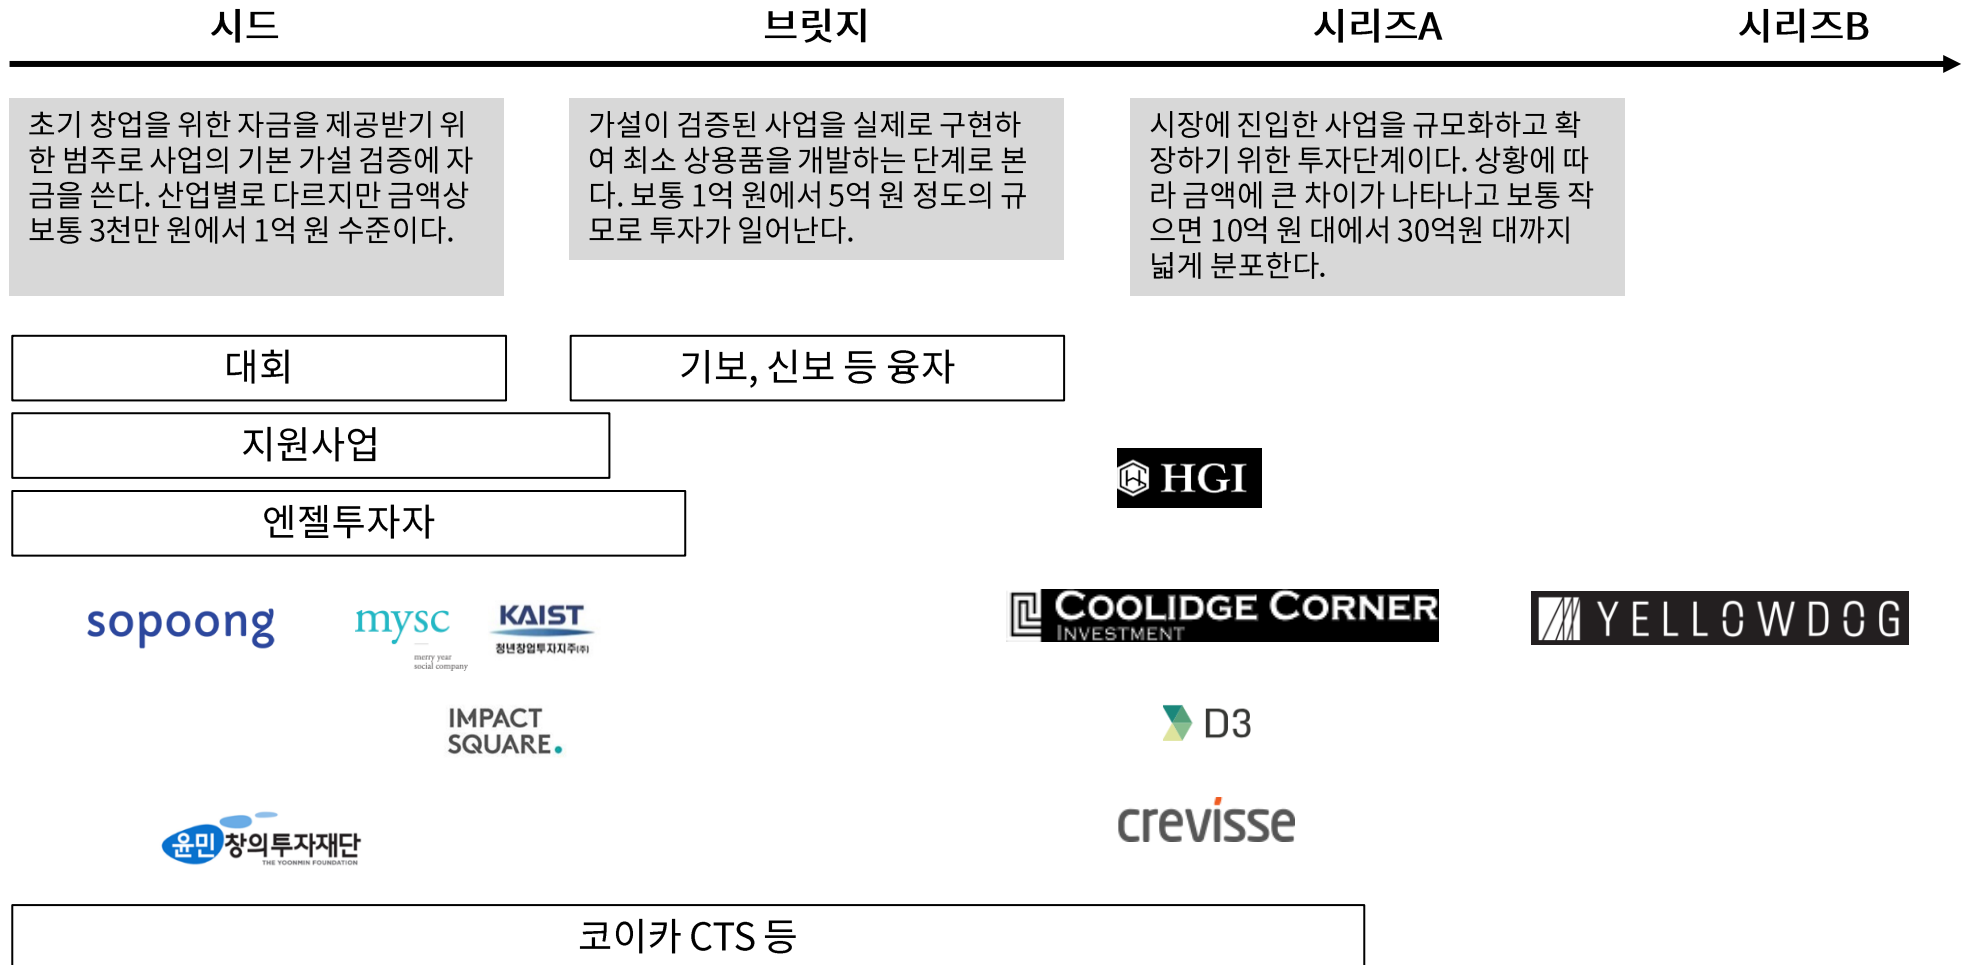 시드
브릿지
시리즈A
시리즈B
초기 창업을 위한 자금을 제공받기 위
한 범주로 사업의 기본 가설 검증에 자
금을 쓴다. 산업별로 다르지만 금액상
보통 3천만 원에서 1억 원 수준이다.
가설이 검증된 사업을 실제로 구현하
여 최소 상용품을 개발하는 단계로 본
다. 보통 1억 원에서 5억 원 정도의 규
모로 투자가 일어난다.
시장에 진입한 사업을 규모화하고 확
장하기 위한 투자단계이다. 상황에 따
라 금액에 큰 차이가 나타나고 보통 작
으면 10억 원 대에서 30억원 대까지
넓게 분포한다.
대회
기보, 신보 등 융자
지원사업
HGI
엔젤투자자
sopoong
mysc
merry year
social company
KAIST
청년창업투자지주(주)
COOLIDGE CORNER
INVESTMENT
YELLOWDOG
IMPACT
SQUARE.
D3
윤민창의투자재단
THE YOONMIN FOUNDATION
crevisse
코이카 CTS 등